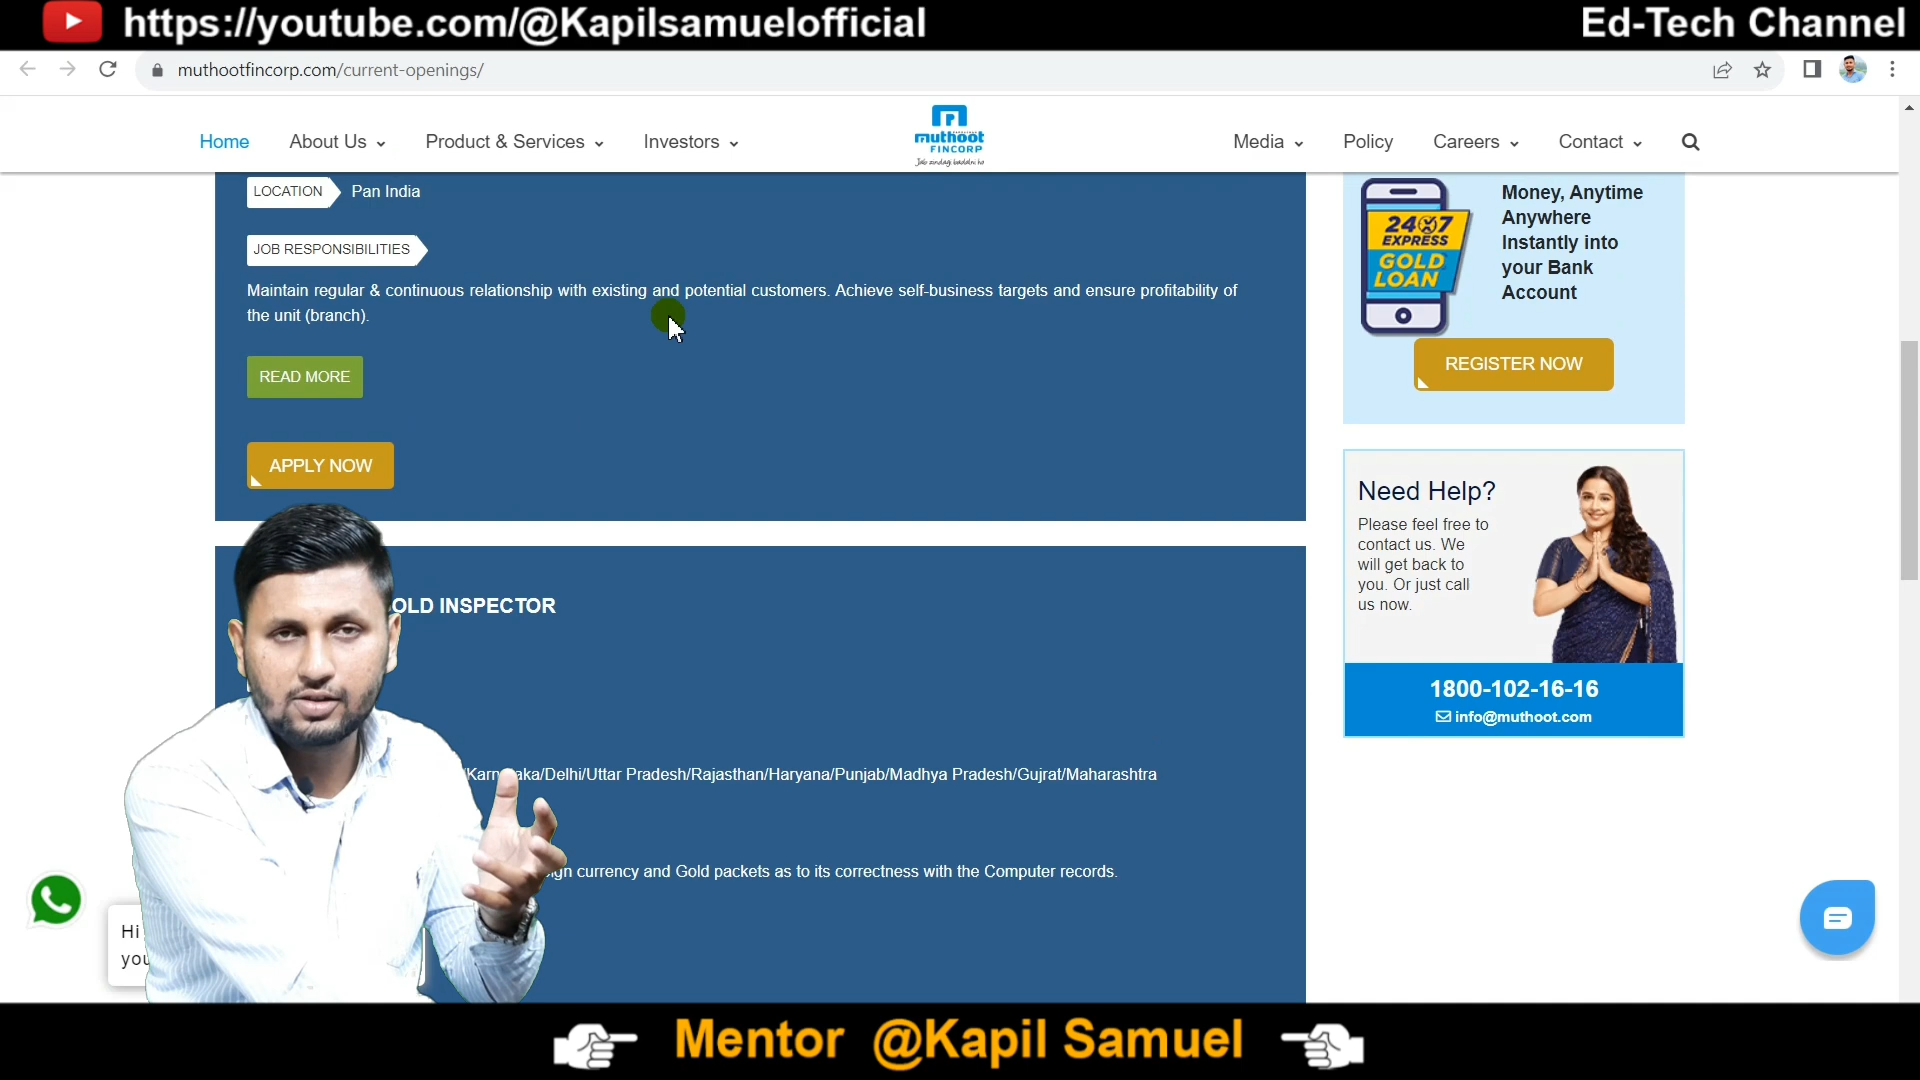 https://youtube.com/@Kapilsamuelofficial
Ed-Tech Channel
muthootfincorp.com/current-openings/
Home
About Us
Product & Services
Investors
muthoot
FINCORP
Media
Policy
Careers
Contact
LOCATION
Pan India
JOB RESPONSIBILITIES
Maintain regular & continuous relationship with existing and potential customers. Achieve self-business targets and ensure profitability of
the unit (branch).
READ MORE
APPLY NOW
OLD INSPECTOR
/Delhi/Uttar Pradesh/Rajasthan/Haryana/Punjab/Madhya Pradesh/Gujrat/Maharashtra
currency and Gold packets as to its correctness with the Computer records.
Hi
24x7
EXPRESS
GOLD
LOAN
Money, Anytime
Anywhere
Instantly into
your Bank
Account
REGISTER NOW
Need Help?
Please feel free to
contact us. We
will get back to
you. Or just call
us now.
1800-102-16-16
info@muthoot.com
Mentor @Kapil Samuel